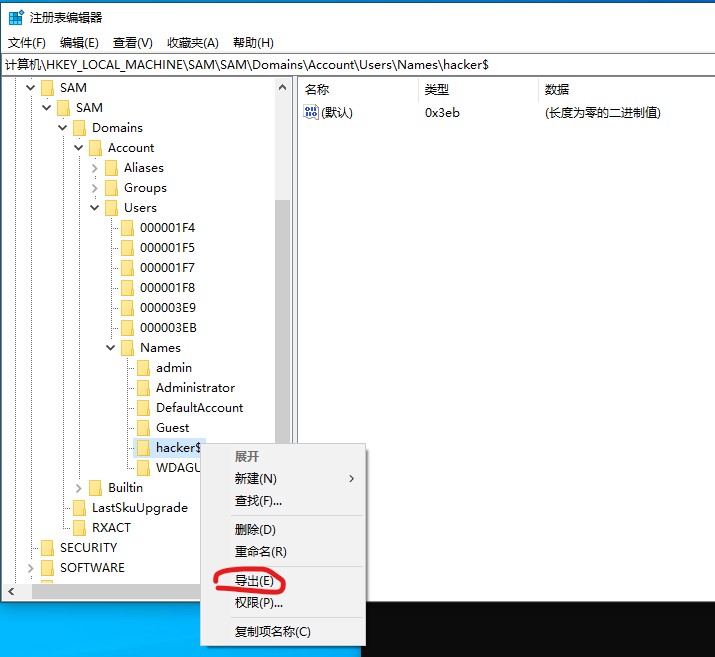 注册表编辑器
文件(F) 编辑(E) 查看(V) 收藏夹(A) 帮助(H)
计算机\HKEY_LOCAL_MACHINE\SAM\SAM\Domains\Account\Users\Names\hacker$
SAM
SAM
Domains
Account
Aliases
Groups
Users
000001F4
000001F5
000001F7
000001F8
000003E9
000003EB
Names
admin
Administrator
DefaultAccount
Guest
hacker$
WDAGU
Builtin
LastSkuUpgrade
RXACT
SECURITY
SOFTWARE
名称 类型 数据
(默认) 0x3eb (长度为零的二进制值)
展开
新建(N)
查找(F)...
删除(D)
重命名(R)
导出(E)
权限(P)...
复制项名称(C)